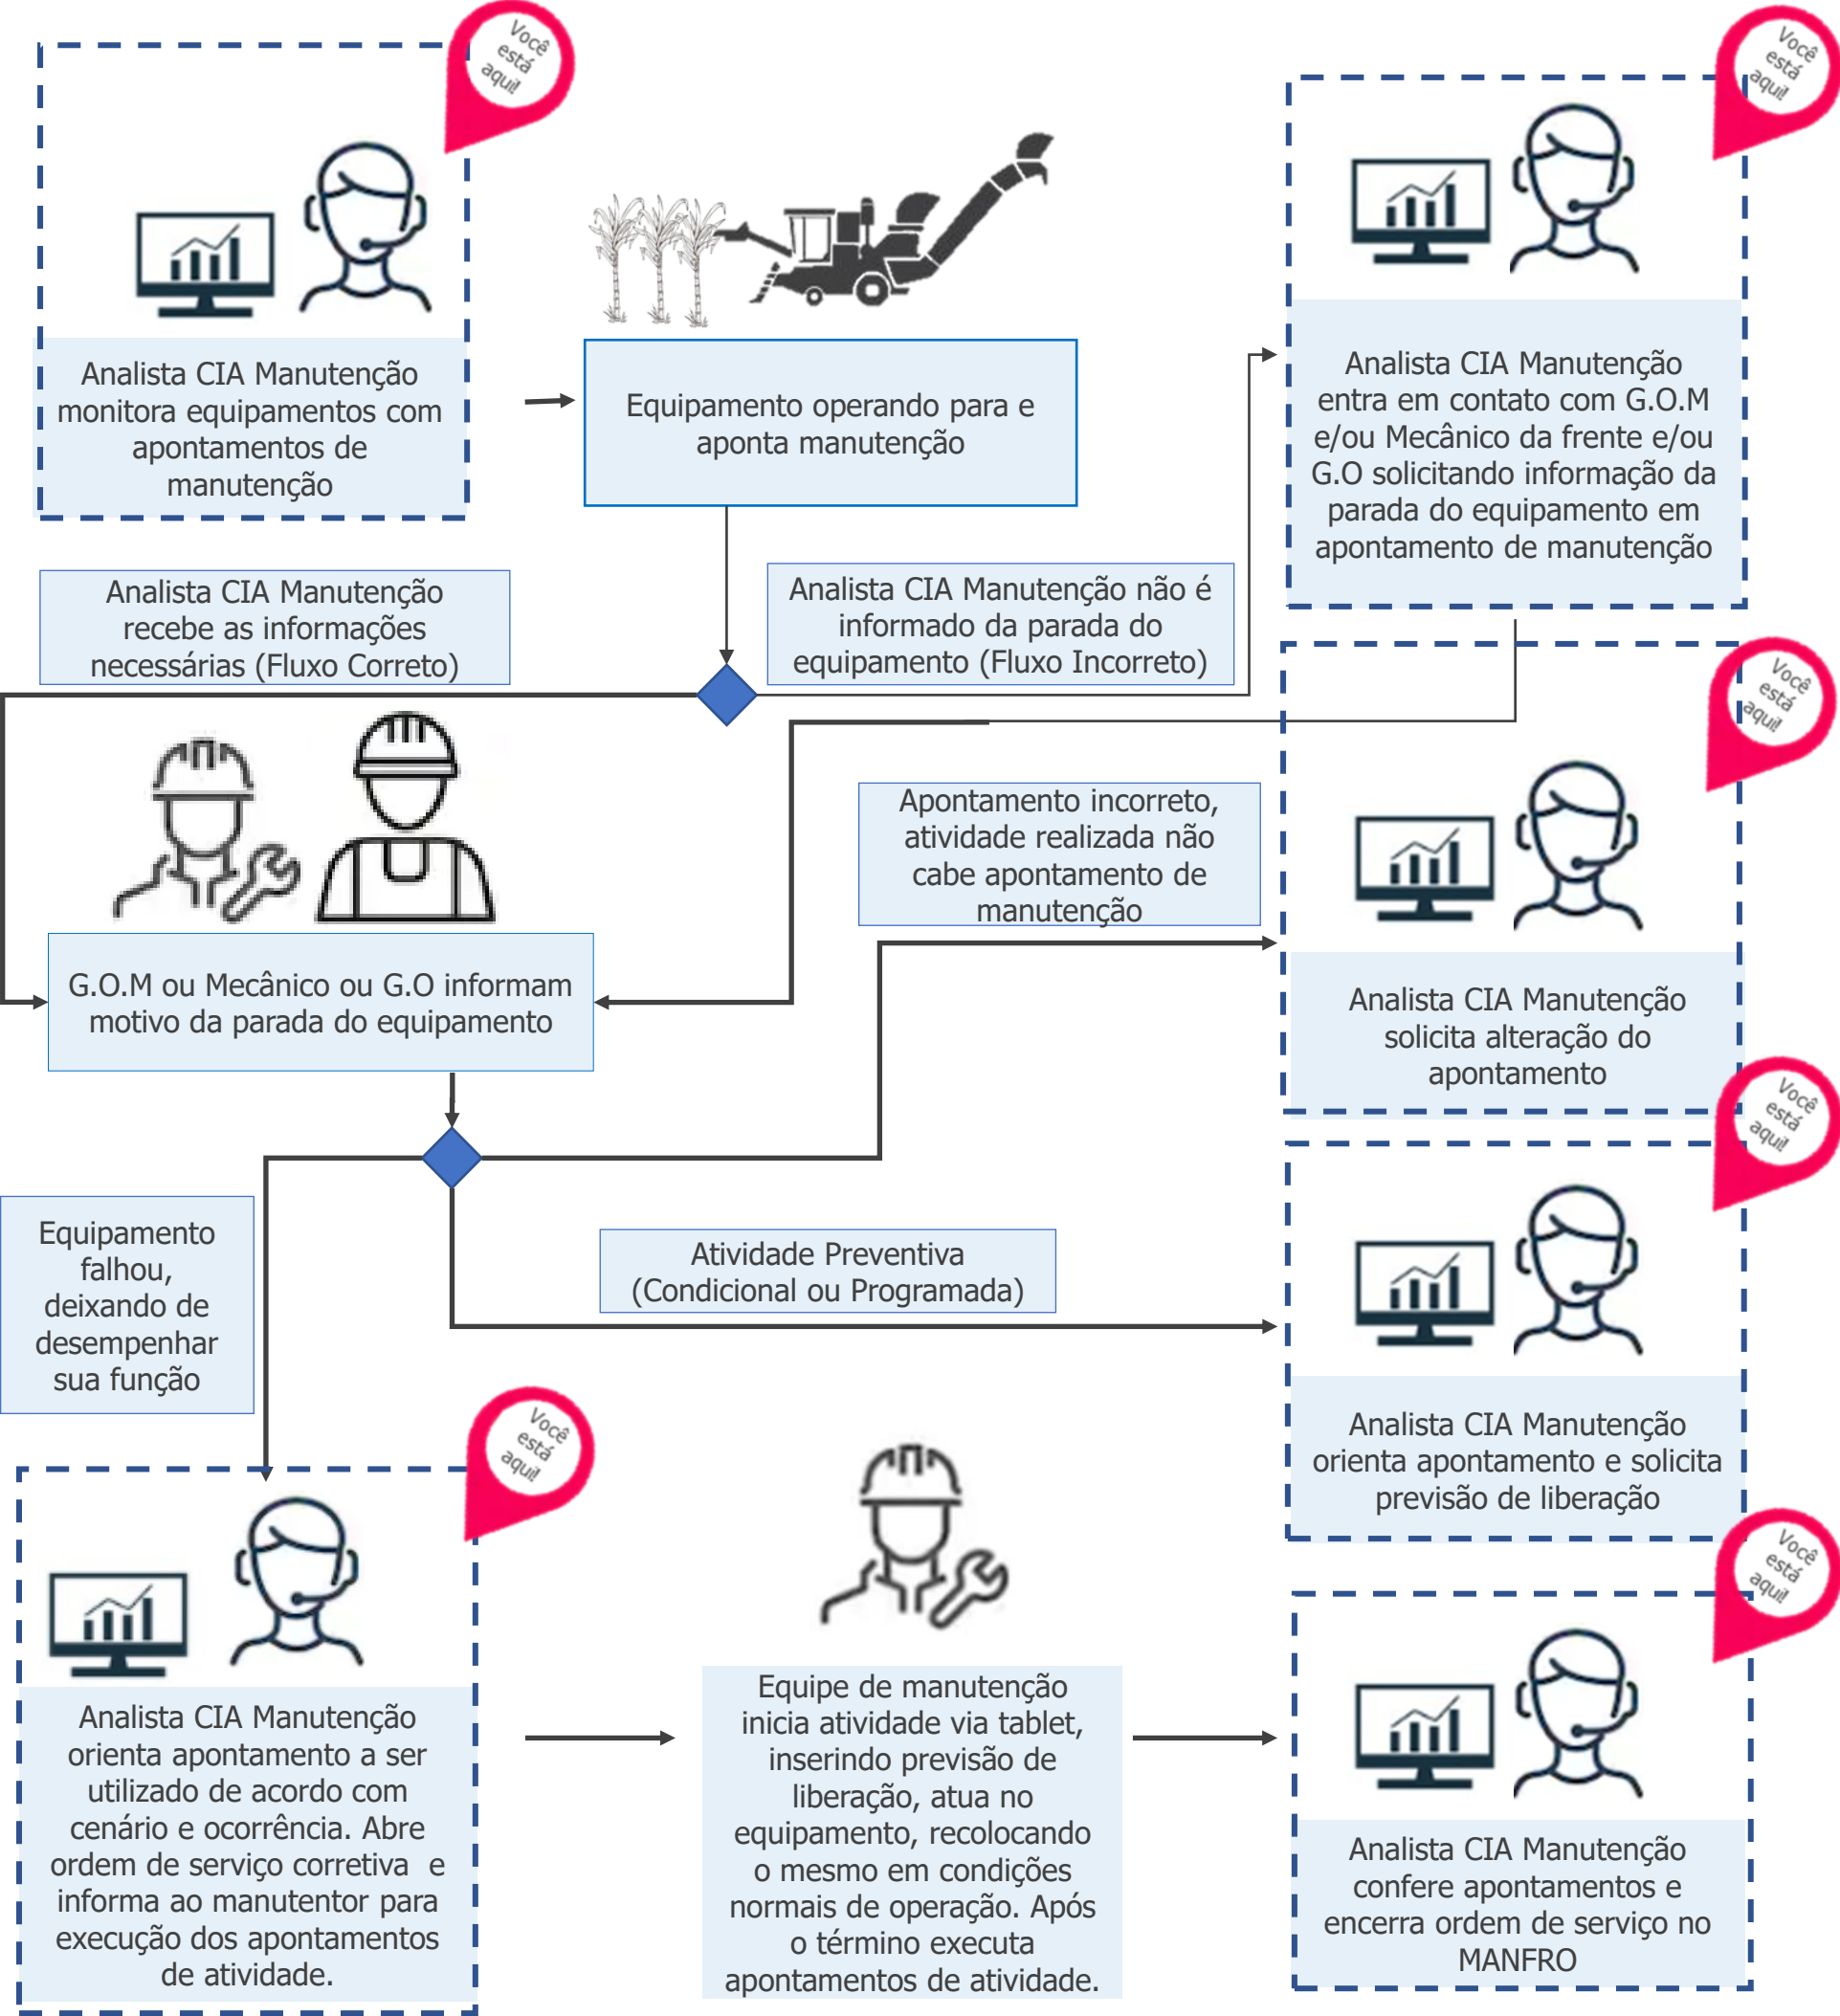 Você
está
aqui!
Analista CIA Manutenção
monitora equipamentos com
apontamentos de
manutenção
Equipamento operando para e
aponta manutenção
Você
está
aqui!
Analista CIA Manutenção
entra em contato com G.O.M
e/ou Mecânico da frente e/ou
G.O solicitando informação da
parada do equipamento em
apontamento de manutenção
Analista CIA Manutenção
recebe as informações
necessárias (Fluxo Correto)
Analista CIA Manutenção não é
informado da parada do
equipamento (Fluxo Incorreto)
G.O.M ou Mecânico ou G.O informam
motivo da parada do equipamento
Apontamento incorreto,
atividade realizada não
cabe apontamento de
manutenção
Você
está
aqui!
Analista CIA Manutenção
solicita alteração do
apontamento
Equipamento
falhou,
deixando de
desempenhar
sua função
Atividade Preventiva
(Condicional ou Programada)
Você
está
aqui!
Analista CIA Manutenção
orienta apontamento e solicita
previsão de liberação
Você
está
aqui!
Analista CIA Manutenção
orienta apontamento a ser
utilizado de acordo com
cenário e ocorrência. Abre
ordem de serviço corretiva e
informa ao manutentor para
execução dos apontamentos
de atividade.
Equipe de manutenção
inicia atividade via tablet,
inserindo previsão de
liberação, atua no
equipamento, recolocando
o mesmo em condições
normais de operação. Após
o término executa
apontamentos de atividade.
Você
está
aqui!
Analista CIA Manutenção
confere apontamentos e
encerra ordem de serviço no
MANFRO